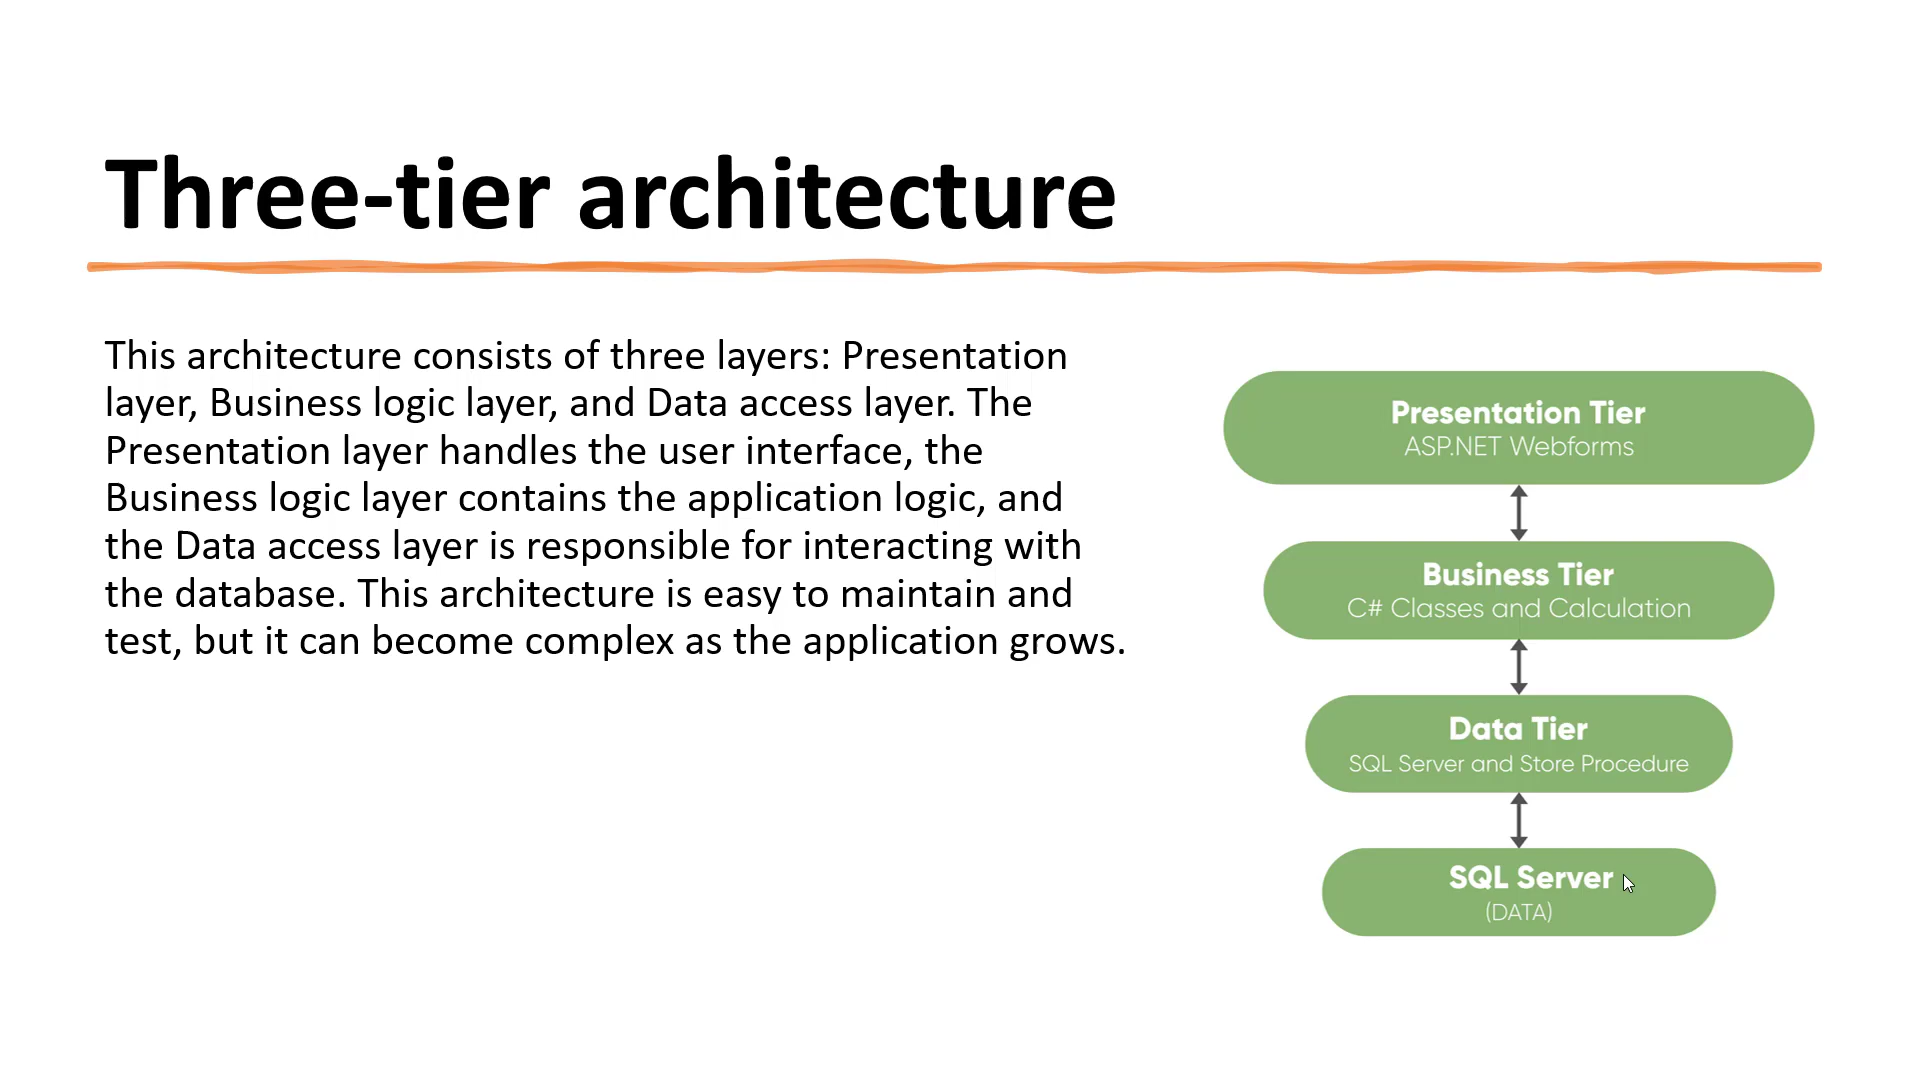 Three-tier architecture
This architecture consists of three layers: Presentation
layer, Business logic layer, and Data access layer. The
Presentation layer handles the user interface, the
Business logic layer contains the application logic, and
the Data access layer is responsible for interacting with
the database. This architecture is easy to maintain and
test, but it can become complex as the application grows.
Presentation Tier
ASP.NET Webforms
Business Tier
C# Classes and Calculation
Data Tier
SQL Server and Store Procedure
SQL Server
(DATA)